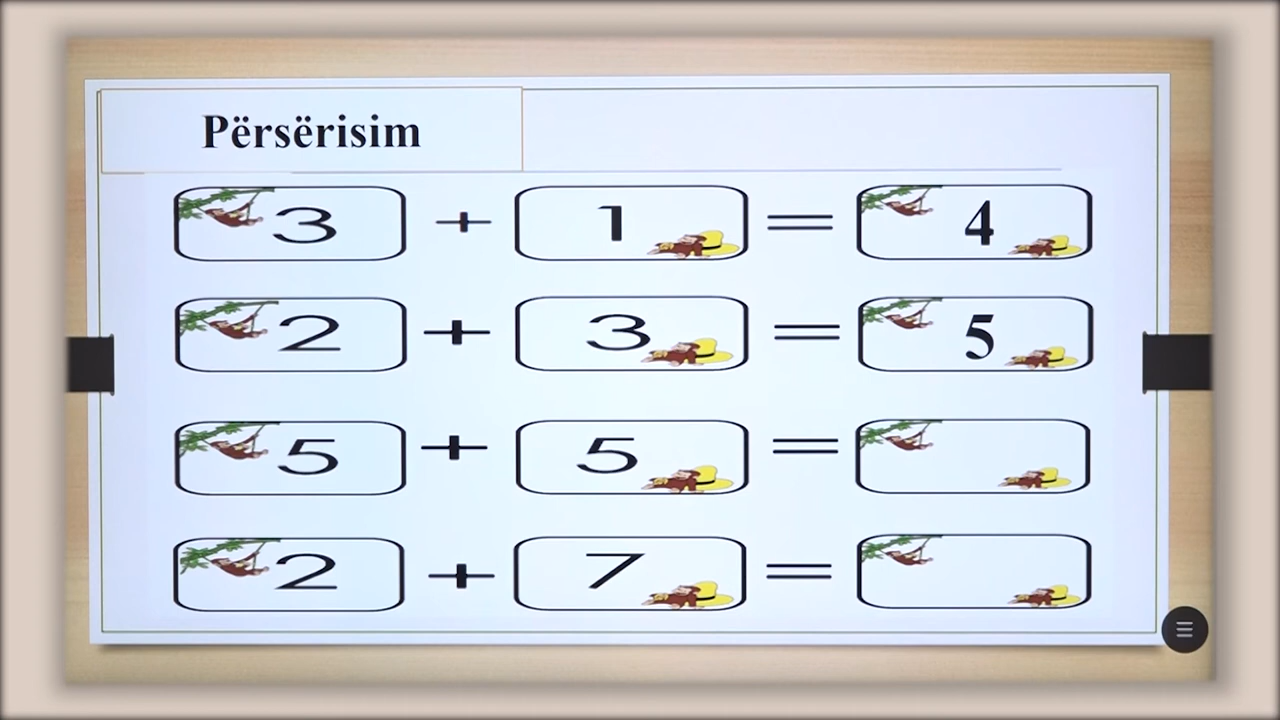 Përsërisim
3 + 1 = 4
2 + 3 = 5
5 + 5 =
2 + 7 =